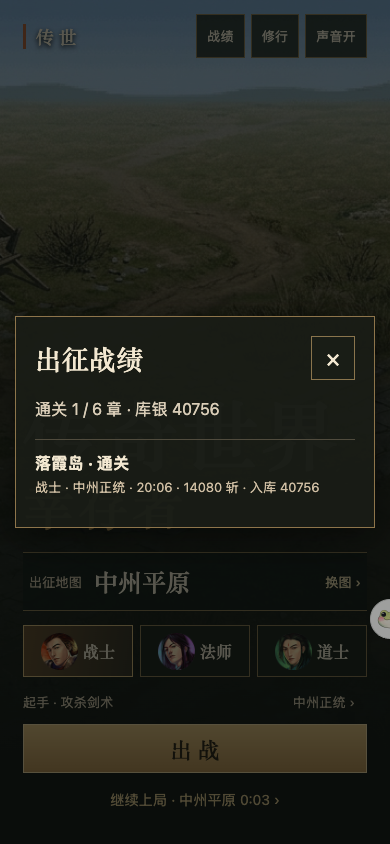 传世
战绩 修行 声音开
出征战绩 ×
通关 1 / 6 章 · 库银 40756
落霞岛 · 通关
战士 · 中州正统 · 20:06 · 14080 斩 · 入库 40756
出征地图 中州平原 换图 ›
战士 法师 道士
起手 · 攻杀剑术 中州正统 ›
出战
继续上局 · 中州平原 0:03 ›